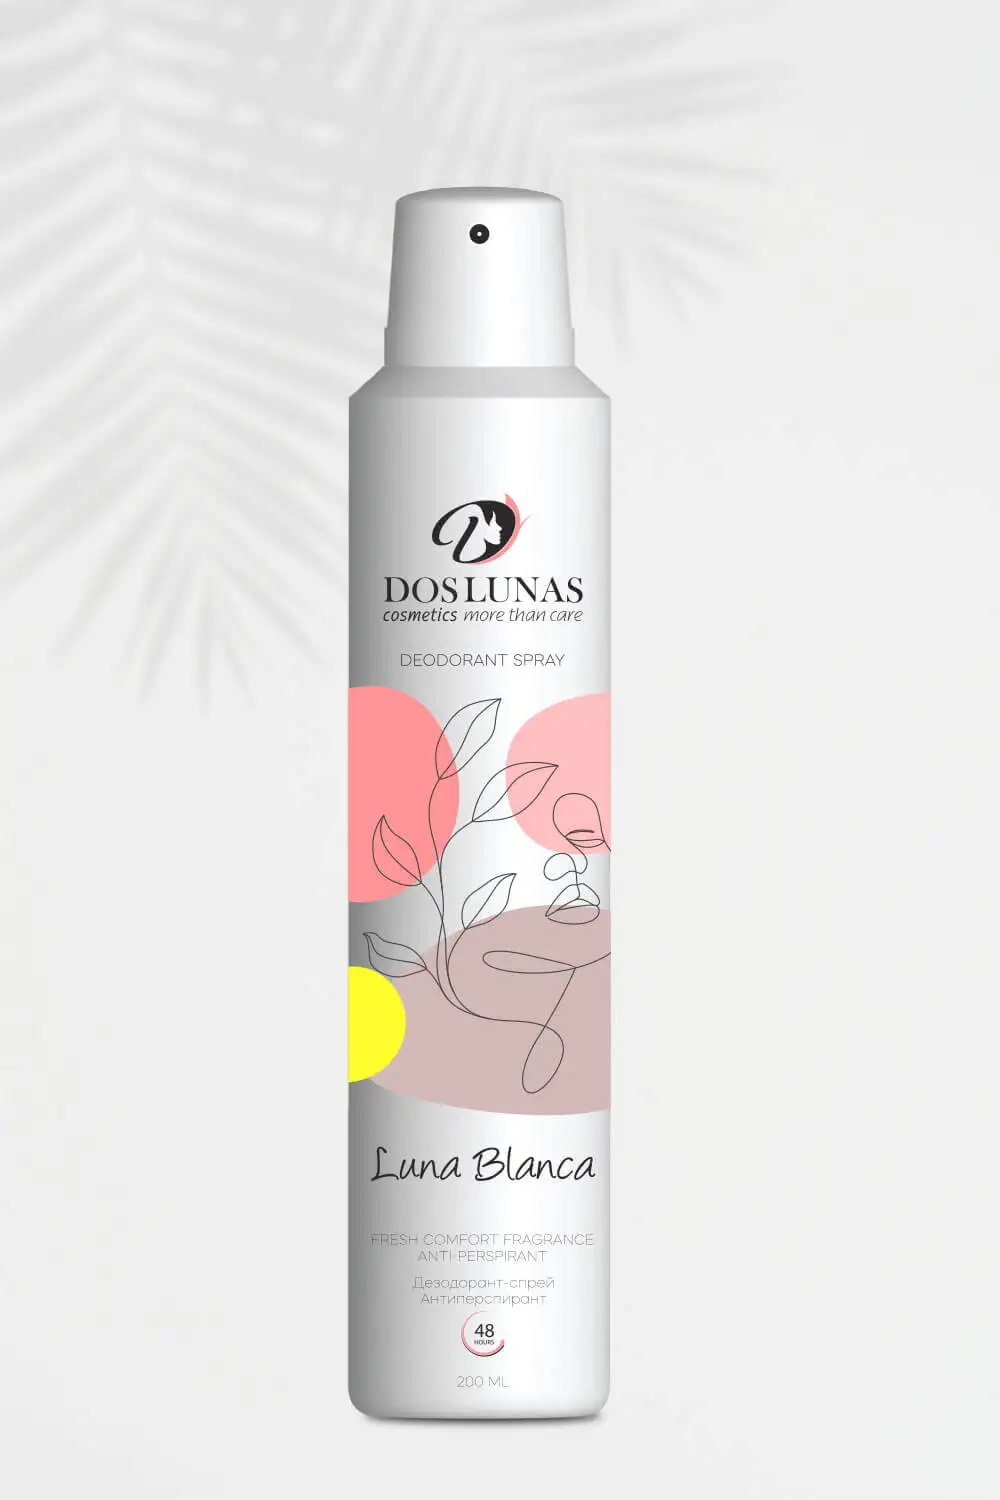 DOS LUNAS
cosmetics more than care
DEODORANT SPRAY
Luna Blanca
FRESH COMFORT FRAGRANCE
ANTI-PERSPIRANT
Дезодорант-спрей
Антиперспирант
48
HOURS
200 ML